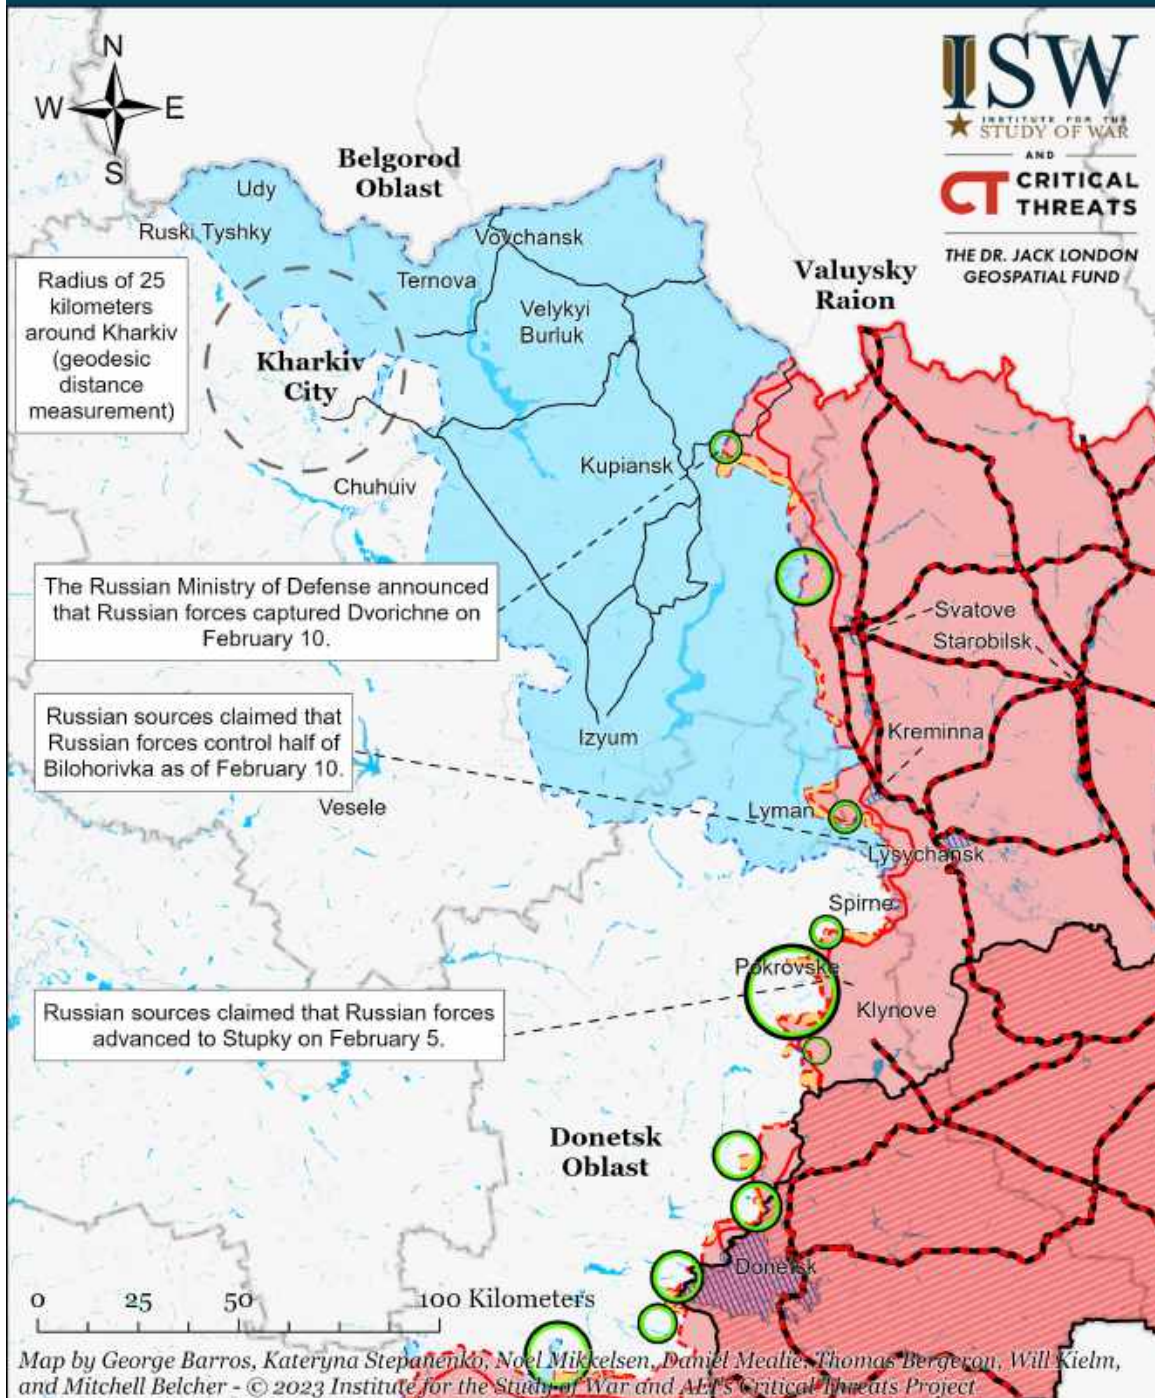 N
W E
S
ISW
INSTITUTE FOR THE
STUDY OF WAR
AND
CT CRITICAL
THREATS
THE DR. JACK LONDON
GEOSPATIAL FUND
Belgorod
Oblast
Udy
Ruski Tyshky
Vovchansk
Ternova
Valuysky
Raion
Radius of 25
kilometers
around Kharkiv
(geodesic
distance
measurement)
Velykyi
Burluk
Kharkiv
City
Kupiansk
Chuhuiv
The Russian Ministry of Defense announced
that Russian forces captured Dvorichne on
February 10.
Svatove
Starobilsk
Russian sources claimed that
Russian forces control half of
Bilohorivka as of February 10.
Izyum
Kreminna
Vesele
Lyman
Lysychansk
Spirne
Pokrovske
Klynove
Russian sources claimed that Russian forces
advanced to Stupky on February 5.
Donetsk
Oblast
Donetsk
0 25 50 100 Kilometers
Map by George Barros, Kateryna Stepanenko, Noel Mikkelsen, Daniel Mealie, Thomas Bergeron, Will Kielm,
and Mitchell Belcher - © 2023 Institute for the Study of War and AEI's Critical Threats Project